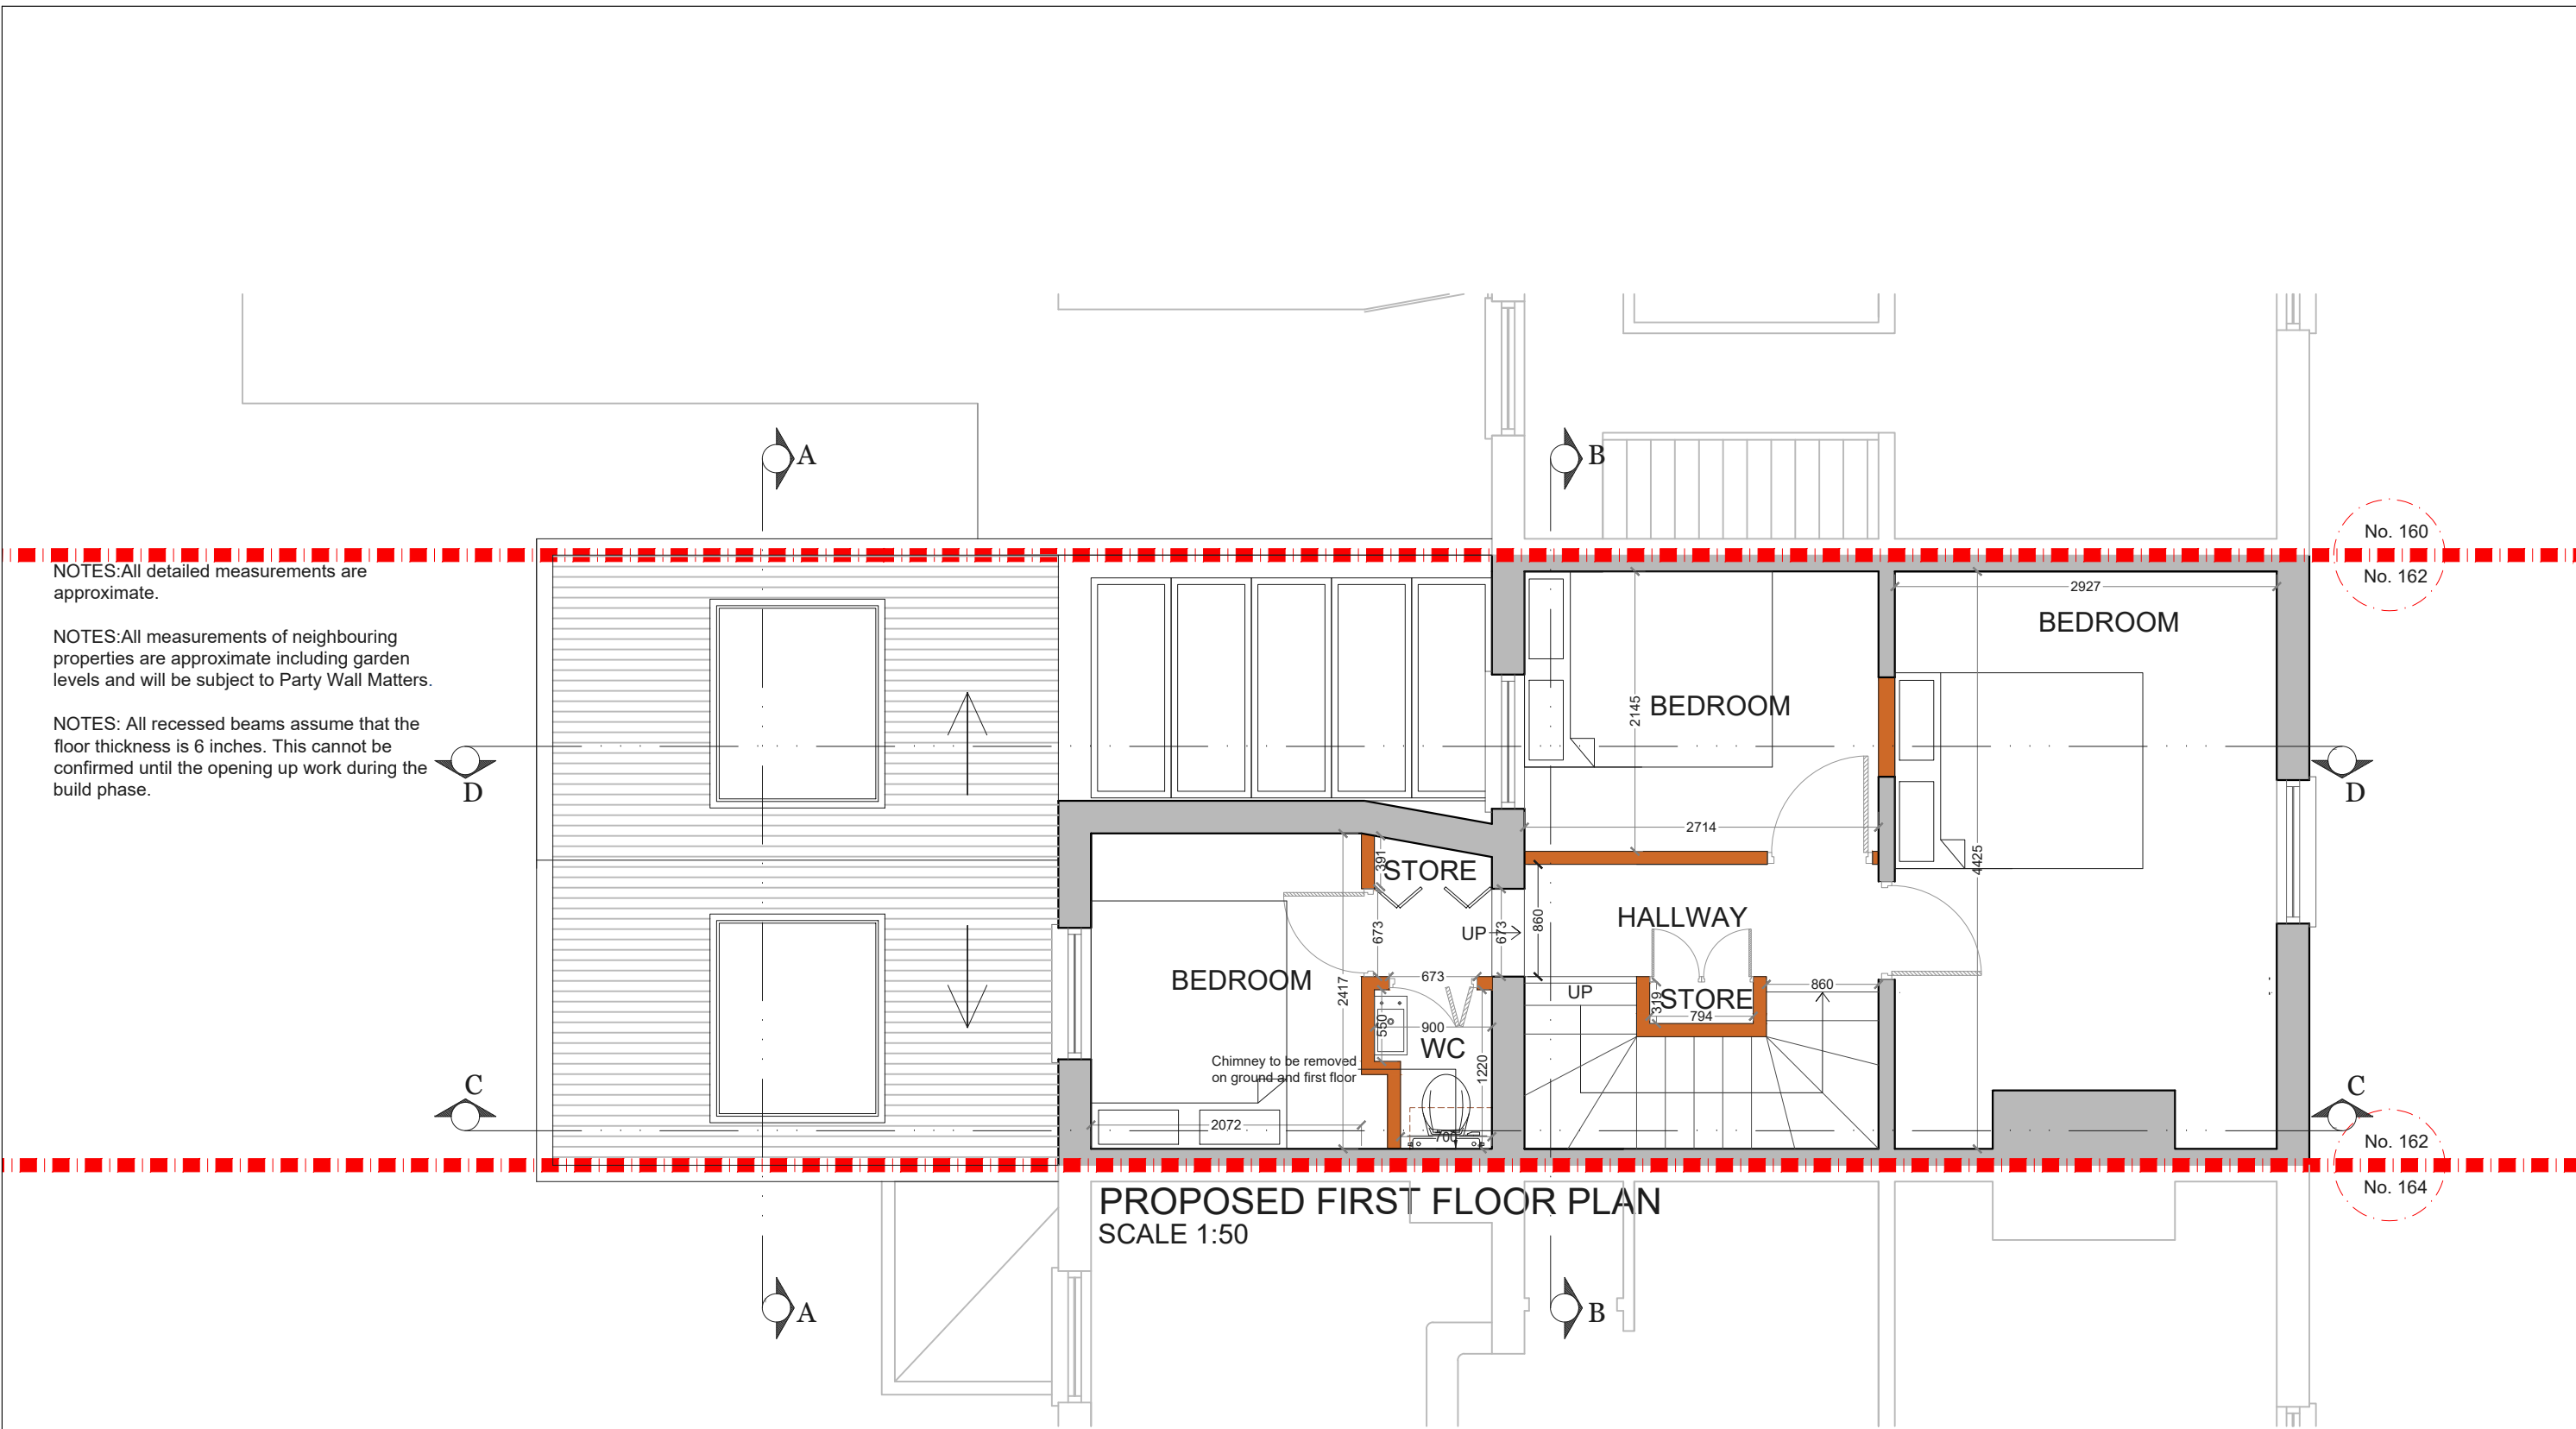 A
B
No. 160
No. 162
NOTES:All detailed measurements are
approximate.
NOTES:All measurements of neighbouring
properties are approximate including garden
levels and will be subject to Party Wall Matters.
NOTES: All recessed beams assume that the
floor thickness is 6 inches. This cannot be
confirmed until the opening up work during the
build phase.
2927
BEDROOM
2145
BEDROOM
D
D
2714
4425
391
STORE
HALLWAY
860
673
UP
673
BEDROOM
2417
673
UP
319
STORE
794
860
550
900
WC
1220
Chimney to be removed
on ground and first floor
C
C
2072
700
No. 162
No. 164
PROPOSED FIRST FLOOR PLAN
SCALE 1:50
A
B